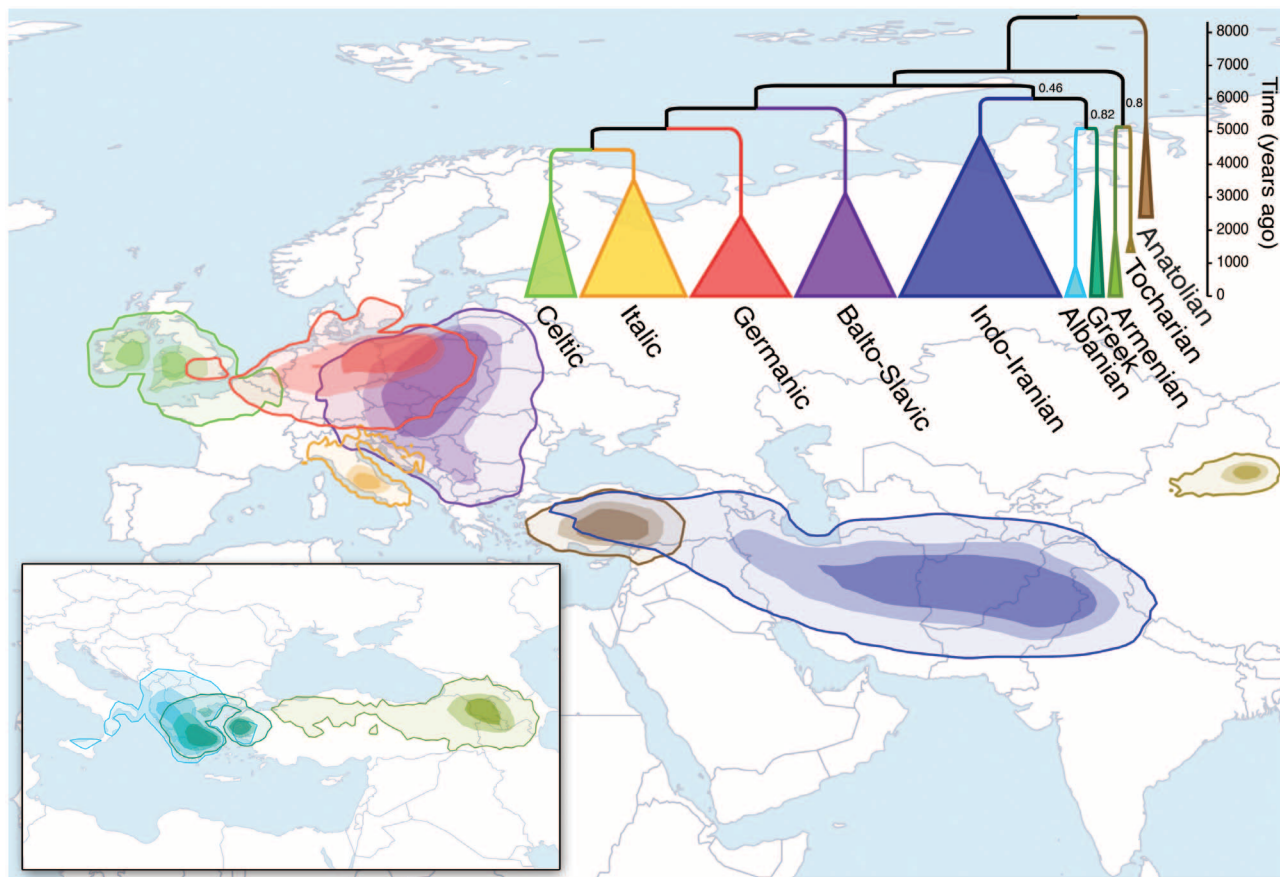 8000
7000
6000
5000
4000
3000
2000
1000
0
Time (years ago)
0.46
0.82
0.8
Celtic
Italic
Germanic
Balto-Slavic
Indo-Iranian
Albanian
Greek
Armenian
Tocharian
Anatolian